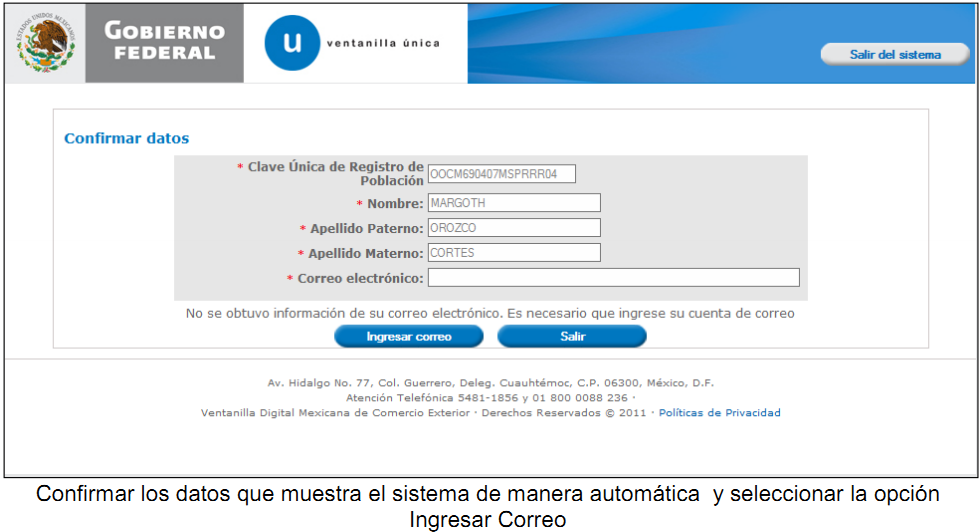 ESTADOS UNIDOS MEXICANOS
GOBIERNO
FEDERAL
u
ventanilla única
Salir del sistema
Confirmar datos
* Clave Única de Registro de
Población
OOCM690407MSPRRR04
* Nombre: MARGOTH
* Apellido Paterno: OROZCO
* Apellido Materno: CORTES
* Correo electrónico:
No se obtuvo información de su correo electrónico. Es necesario que ingrese su cuenta de correo
Ingresar correo Salir
Av. Hidalgo No. 77, Col. Guerrero, Deleg. Cuauhtémoc, C.P. 06300, México, D.F.
Atención Telefónica 5481-1856 y 01 800 0088 236 ·
Ventanilla Digital Mexicana de Comercio Exterior · Derechos Reservados © 2011 · Políticas de Privacidad
Confirmar los datos que muestra el sistema de manera automática y seleccionar la opción
Ingresar Correo